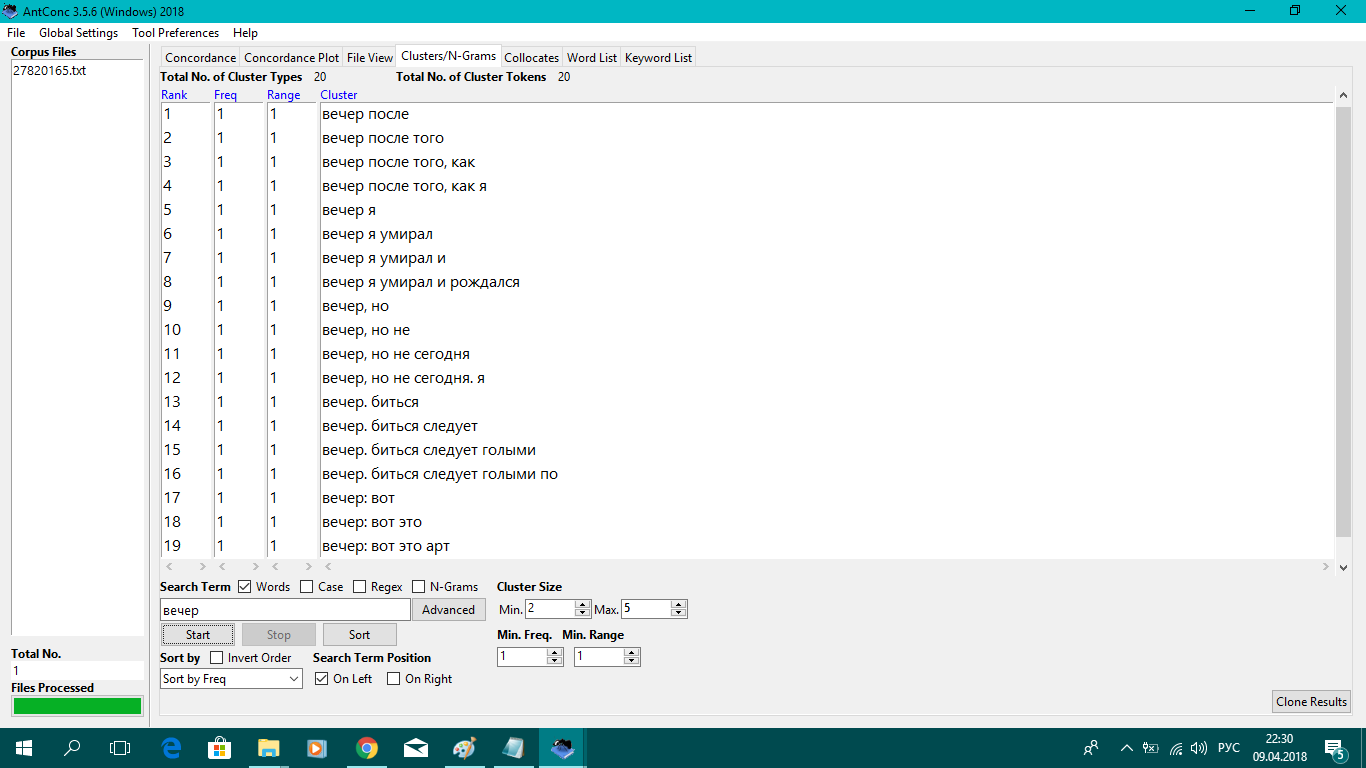 AntConc 3.5.6 (Windows) 2018
File Global Settings Tool Preferences Help
Corpus Files
27820165.txt
Concordance Concordance Plot File View Clusters/N-Grams Collocates Word List Keyword List
Total No. of Cluster Types 20 Total No. of Cluster Tokens 20
Rank Freq Range Cluster
1 1 1 вечер после
2 1 1 вечер после того
3 1 1 вечер после того, как
4 1 1 вечер после того, как я
5 1 1 вечер я
6 1 1 вечер я умирал
7 1 1 вечер я умирал и
8 1 1 вечер я умирал и рождался
9 1 1 вечер, но
10 1 1 вечер, но не
11 1 1 вечер, но не сегодня
12 1 1 вечер, но не сегодня. я
13 1 1 вечер. биться
14 1 1 вечер. биться следует
15 1 1 вечер. биться следует голыми
16 1 1 вечер. биться следует голыми по
17 1 1 вечер: вот
18 1 1 вечер: вот это
19 1 1 вечер: вот это арт
Search Term Words Case Regex N-Grams Cluster Size
вечер Advanced Min. 2 Max. 5
Start Stop Sort
Min. Freq. Min. Range
1 1
Sort by Invert Order Search Term Position
Sort by Freq On Left On Right
Total No.
1
Files Processed
Clone Results
РУС
22:30
09.04.2018
5